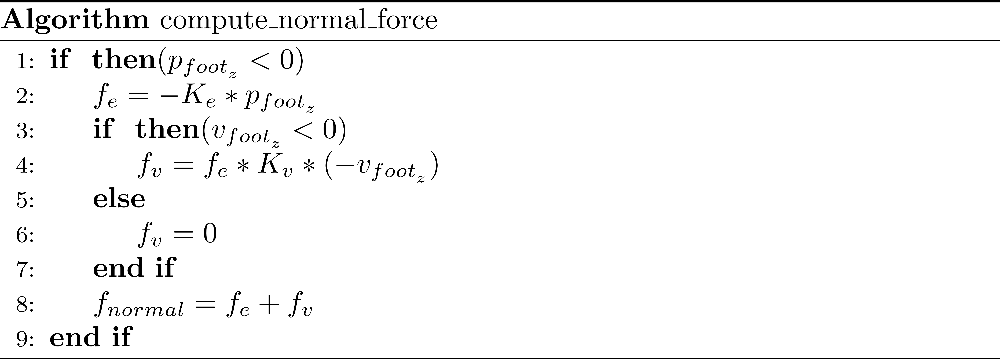 Algorithm compute_normal_force
1: if then(p_{foot_z} < 0)
2: f_e = −K_e ∗ p_{foot_z}
3: if then(v_{foot_z} < 0)
4: f_v = f_e ∗ K_v ∗ (−v_{foot_z})
5: else
6: f_v = 0
7: end if
8: f_{normal} = f_e + f_v
9: end if